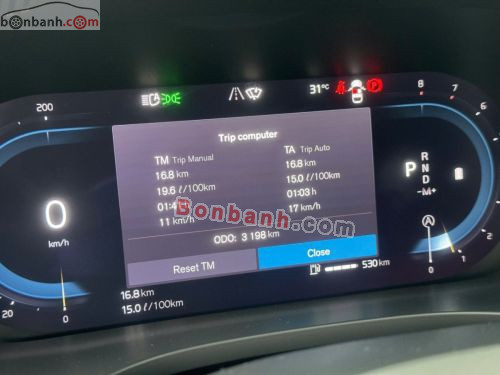 bonbanh.com
31°C
P
200
8
7
6
Trip computer
TM Trip Manual
TA Trip Auto
16.8 km
16.8 km
19.6 ℓ/100km
15.0 ℓ/100km
01:03 h
11 km/h
17 km/h
Bonbanh.com
ODO: 3 198 km
Reset TM
Close
0
km/h
P
R
N
D
-M+
A
20
0
0
1
2
16.8 km
15.0 ℓ/100km
530 km